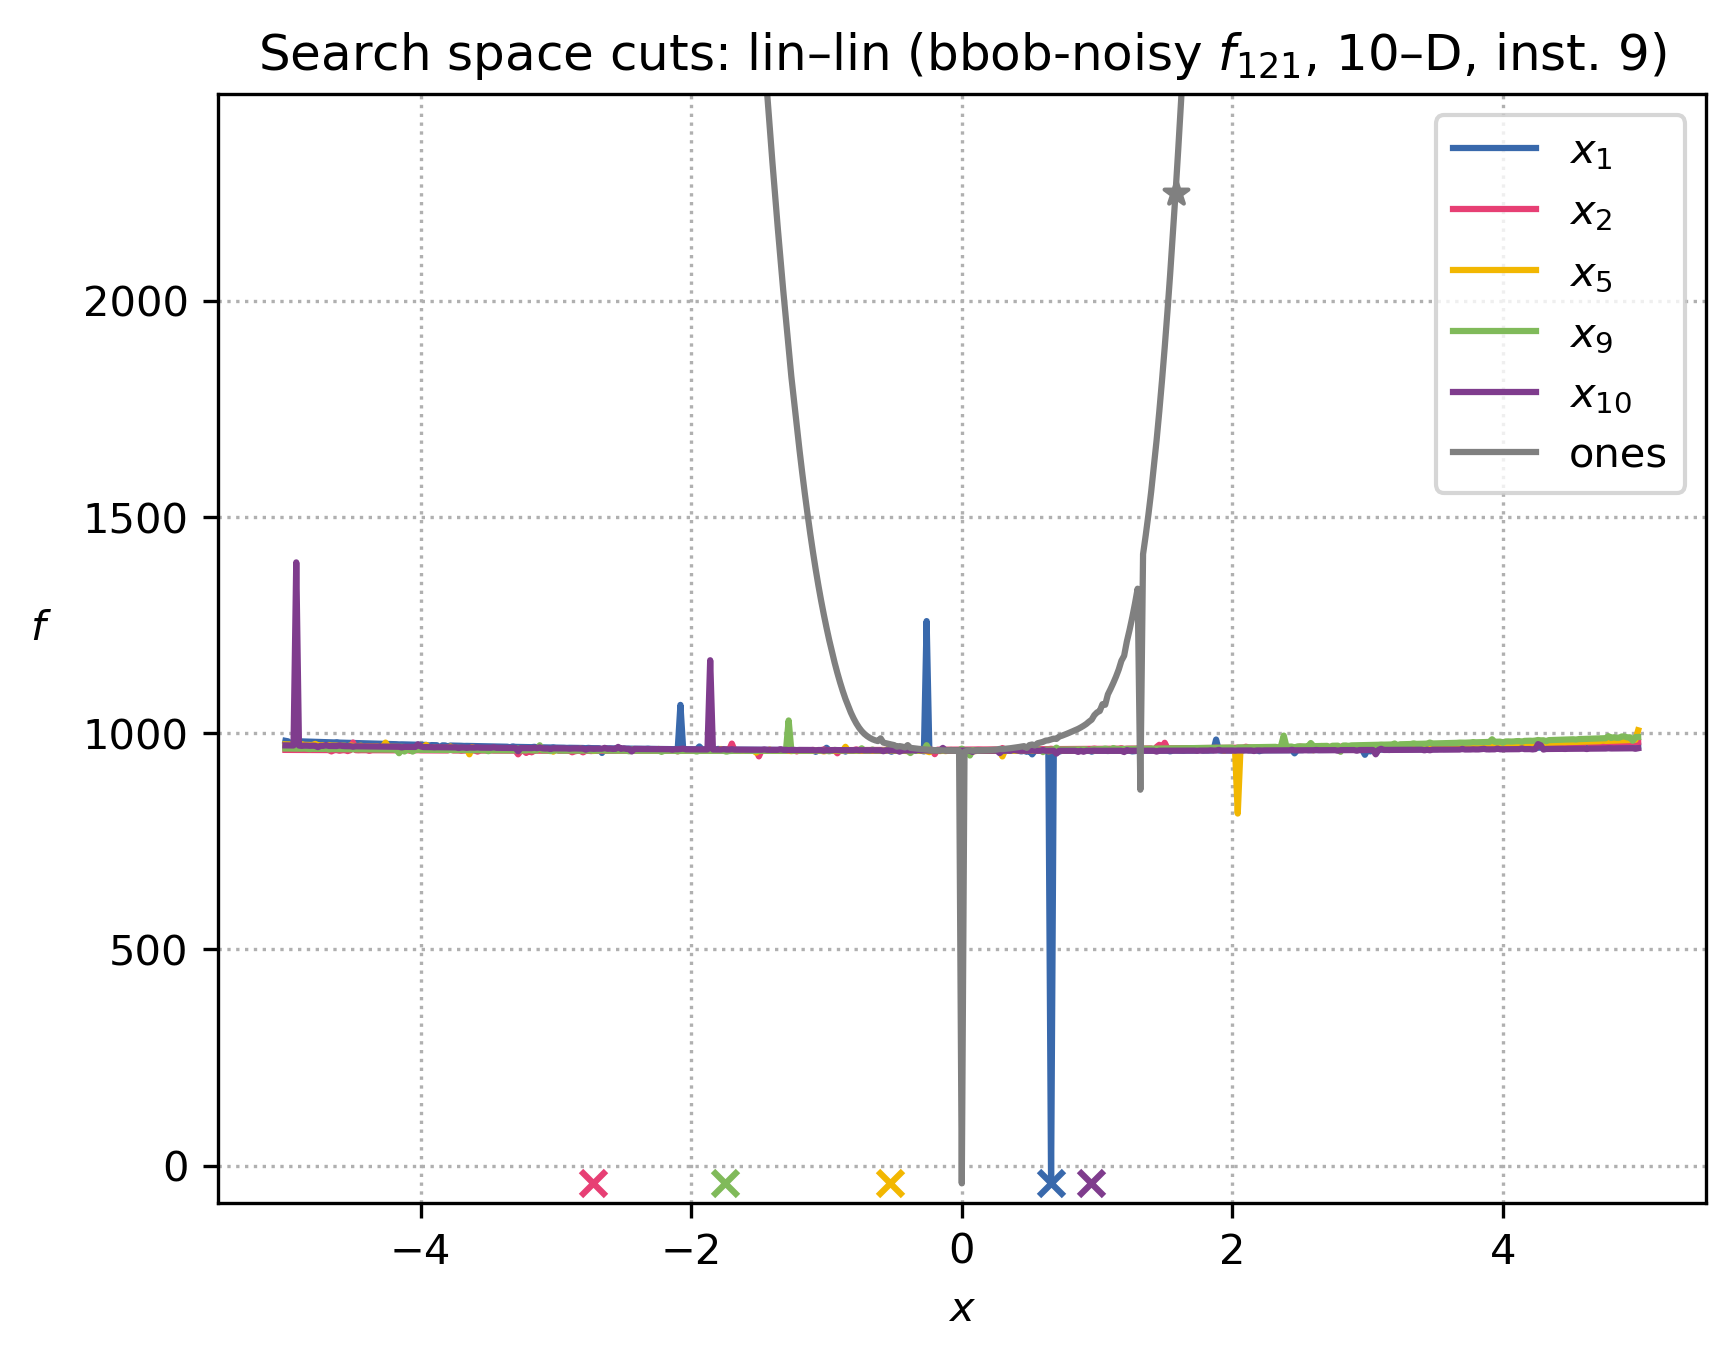 Search space cuts: lin–lin (bbob-noisy f₁₂₁, 10–D, inst. 9)
x₁
x₂
x₅
x₉
x₁₀
ones
2000
1500
1000
500
0
f
−4
−2
0
2
4
x